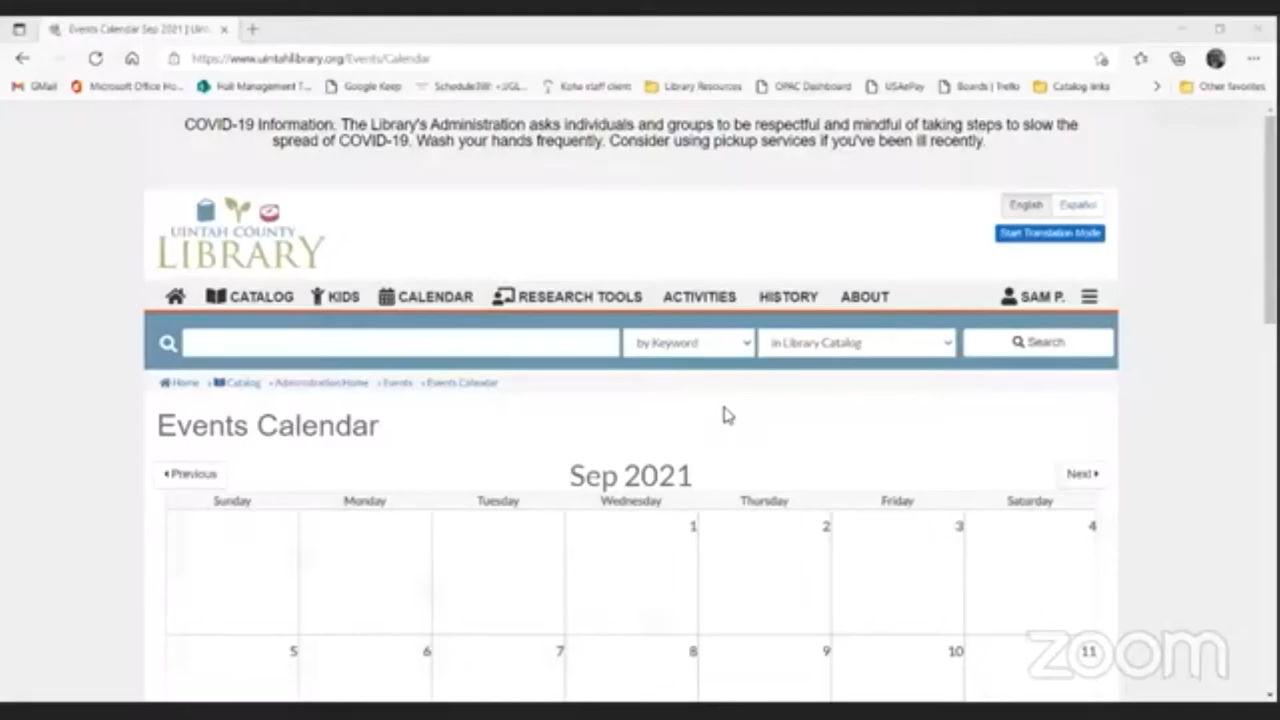 Events Calendar Sep 2021 | Uint
https://www.uintahlibrary.org/Events/Calendar
GMail Microsoft Office Ho... Hall Management T... Google Keep Koha staff client Library Resources OPAC Dashboard USAePay Boards | Trello Catalog links Other favorites
COVID-19 Information: The Library's Administration asks individuals and groups to be respectful and mindful of taking steps to slow the
spread of COVID-19. Wash your hands frequently. Consider using pickup services if you've been ill recently.
English Español
UINTAH COUNTY
Start Translation Mode
LIBRARY
CATALOG KIDS CALENDAR RESEARCH TOOLS ACTIVITIES HISTORY ABOUT SAM P.
by Keyword in Library Catalog Search
Home Catalog Administration Home Events Events Calendar
Events Calendar
Previous Sep 2021 Next
Sunday Monday Tuesday Wednesday Thursday Friday Saturday
1 2 3 4
5 6 7 8 9 10 11
zoom